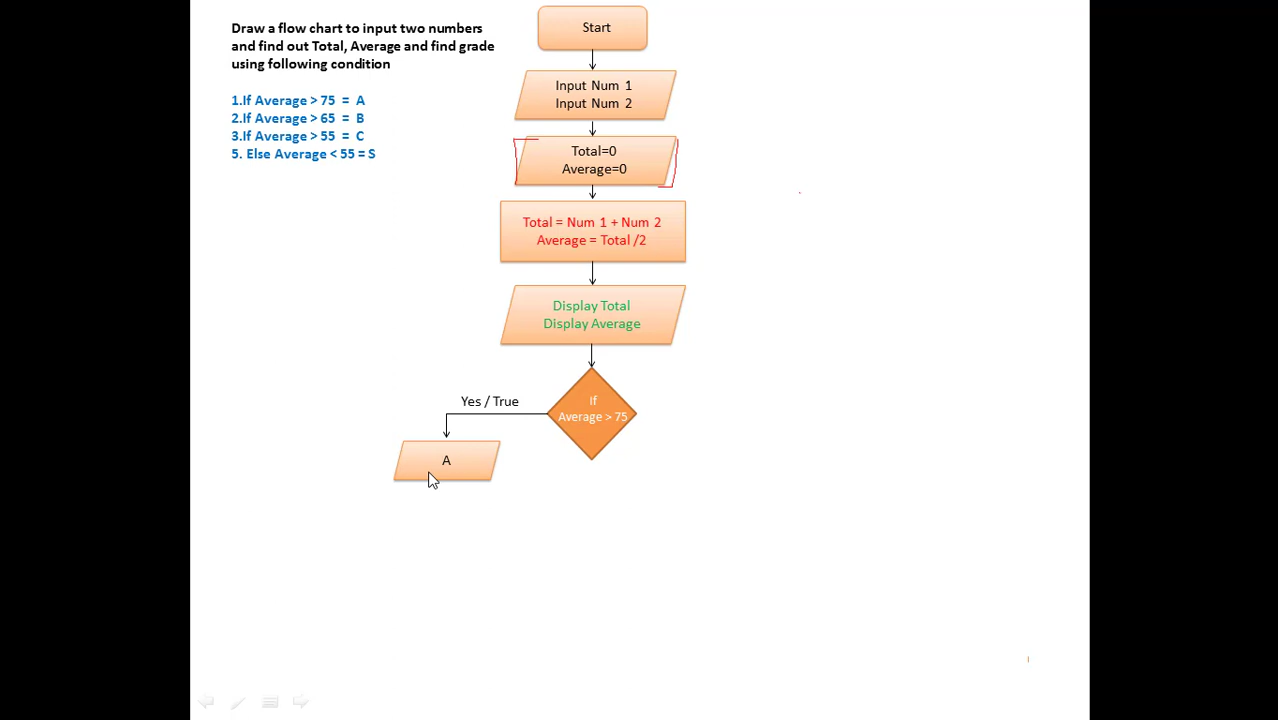 Draw a flow chart to input two numbers
and find out Total, Average and find grade
using following condition
1.If Average > 75 = A
2.If Average > 65 = B
3.If Average > 55 = C
5. Else Average < 55 = S
Start
Input Num 1
Input Num 2
Total=0
Average=0
Total = Num 1 + Num 2
Average = Total /2
Display Total
Display Average
If
Average > 75
Yes / True
A
1